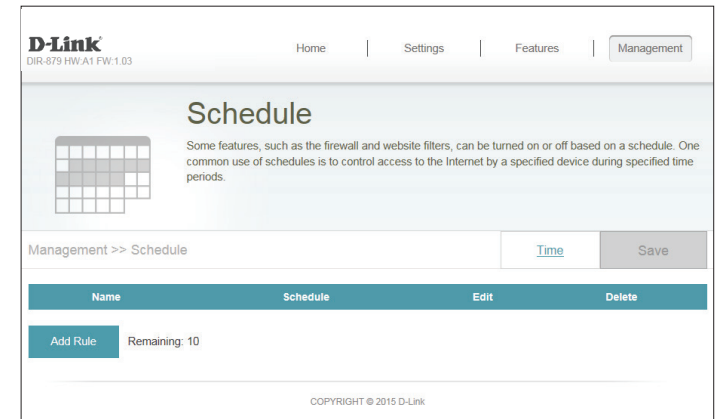 D-Link
DIR-879 HW:A1 FW:1.03
Home
Settings
Features
Management
Schedule
Some features, such as the firewall and website filters, can be turned on or off based on a schedule. One
common use of schedules is to control access to the Internet by a specified device during specified time
periods.
Management >> Schedule
Time
Save
Name
Schedule
Edit
Delete
Add Rule
Remaining: 10
COPYRIGHT © 2015 D-Link